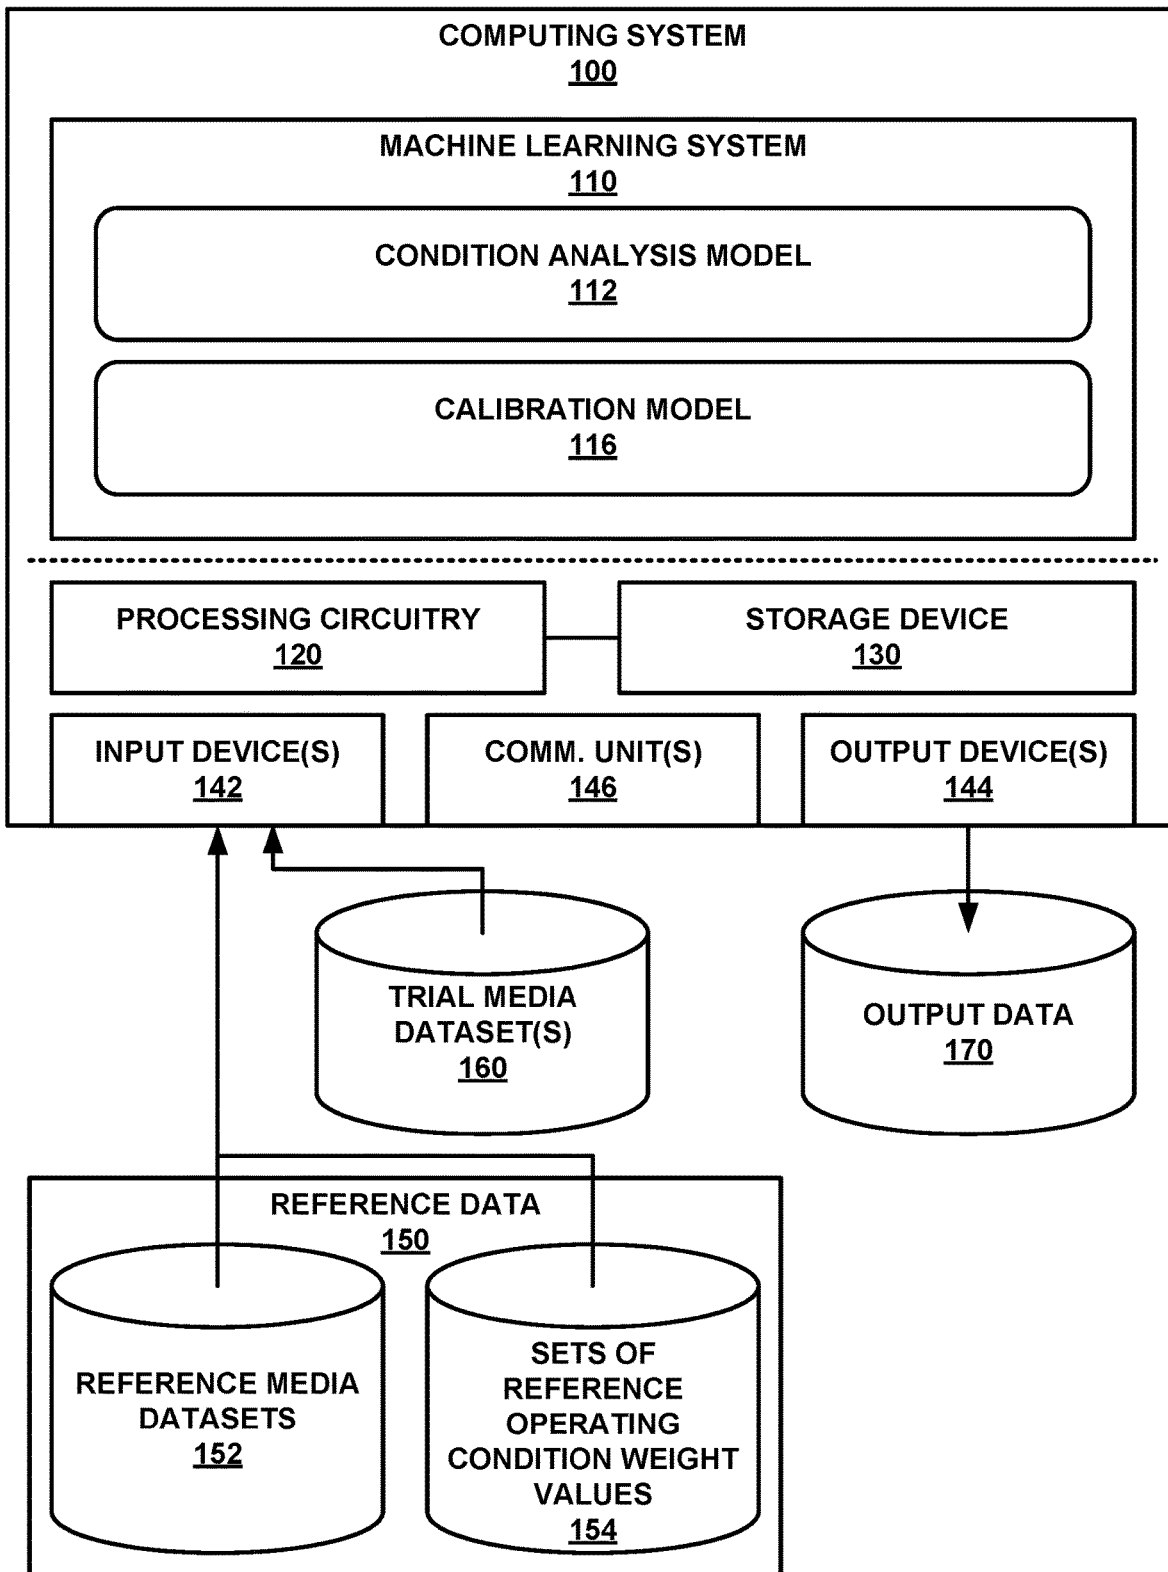 COMPUTING SYSTEM
100
MACHINE LEARNING SYSTEM
110
CONDITION ANALYSIS MODEL
112
CALIBRATION MODEL
116
PROCESSING CIRCUITRY
120
STORAGE DEVICE
130
INPUT DEVICE(S)
142
COMM. UNIT(S)
146
OUTPUT DEVICE(S)
144
TRIAL MEDIA
DATASET(S)
160
OUTPUT DATA
170
REFERENCE DATA
150
REFERENCE MEDIA
DATASETS
152
SETS OF
REFERENCE
OPERATING
CONDITION WEIGHT
VALUES
154